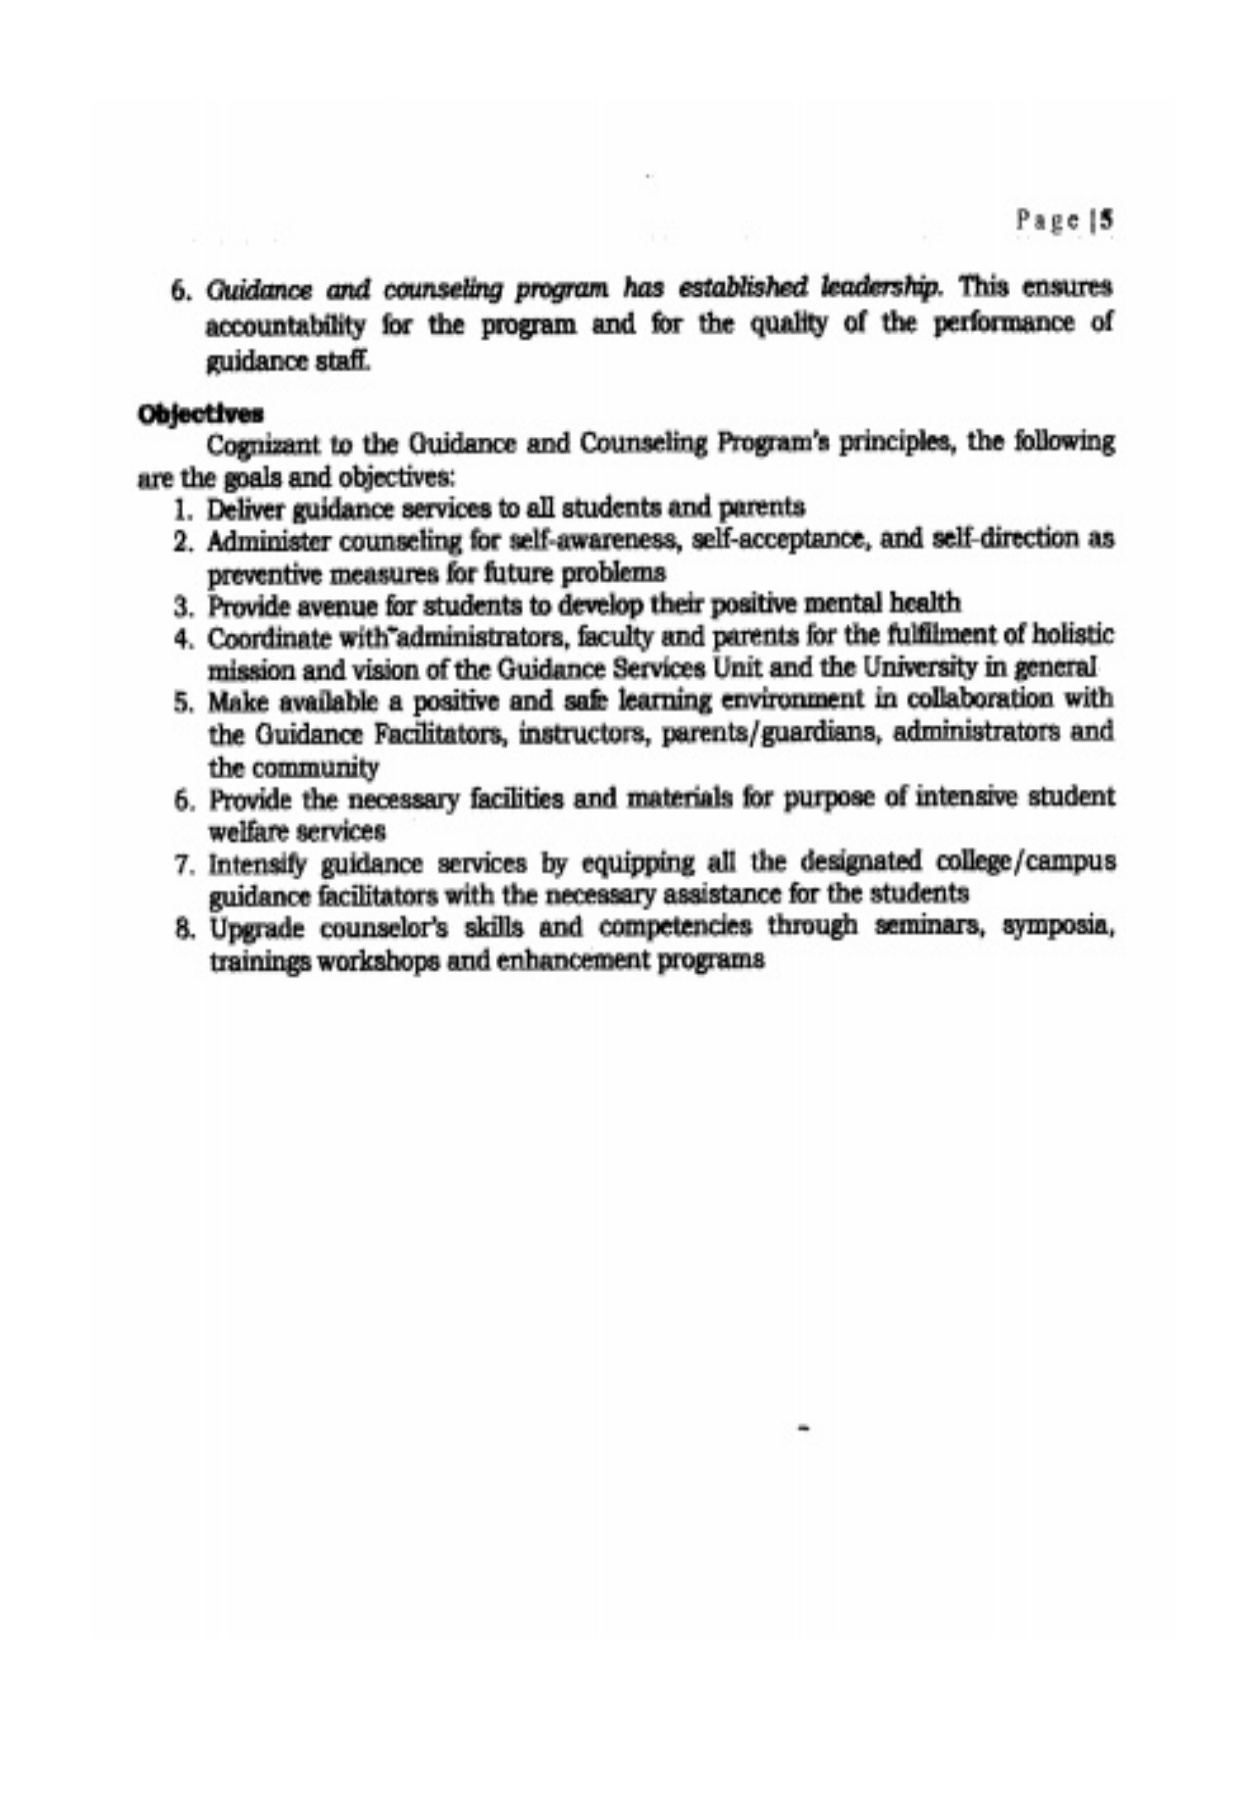 Page |5
6. Guidance and counseling program has established leadership. This ensures
accountability for the program and for the quality of the performance of
guidance staff.
Objectives
Cognizant to the Guidance and Counseling Program's principles, the following
are the goals and objectives:
1. Deliver guidance services to all students and parents
2. Administer counseling for self-awareness, self-acceptance, and self-direction as
preventive measures for future problems
3. Provide avenue for students to develop their positive mental health
4. Coordinate with administrators, faculty and parents for the fulfilment of holistic
mission and vision of the Guidance Services Unit and the University in general
5. Make available a positive and safe learning environment in collaboration with
the Guidance Facilitators, instructors, parents/guardians, administrators and
the community
6. Provide the necessary facilities and materials for purpose of intensive student
welfare services
7. Intensify guidance services by equipping all the designated college/campus
guidance facilitators with the necessary assistance for the students
8. Upgrade counselor's skills and competencies through seminars, symposia,
trainings workshops and enhancement programs